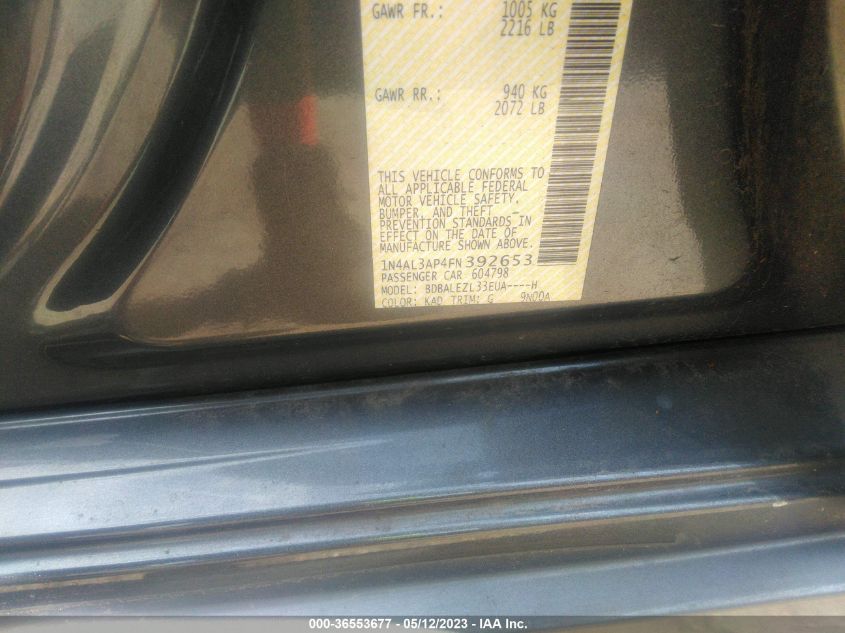 GAWR FR.: 1005 KG
2216 LB
GAWR RR.: 940 KG
2072 LB
THIS VEHICLE CONFORMS TO
ALL APPLICABLE FEDERAL
MOTOR VEHICLE SAFETY,
BUMPER, AND THEFT
PREVENTION STANDARDS IN
EFFECT ON THE DATE OF
MANUFACTURE SHOWN ABOVE.
1N4AL3AP4FN392653
PASSENGER CAR 604798
MODEL: BDBALEZL33EUA----H
COLOR: KAD TRIM: G 9N00A
000-36553677 - 05/12/2023 - IAA Inc.